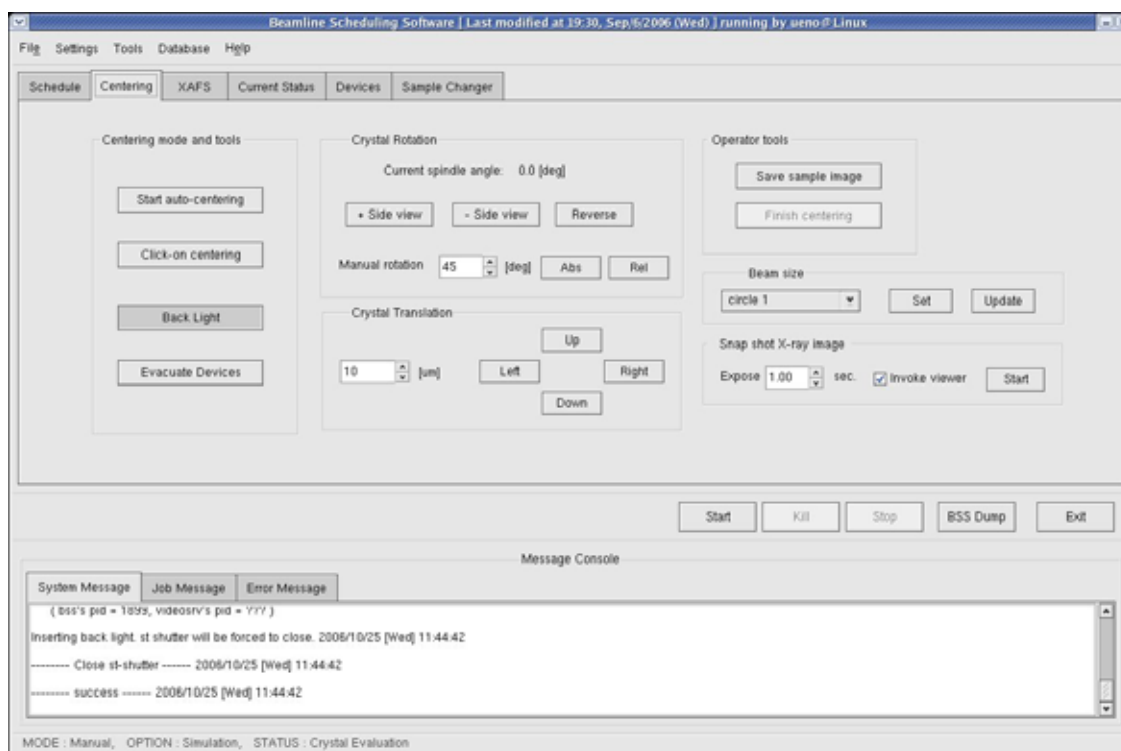 Beamline Scheduling Software [ Last modified at 19:30, Sep/6/2006 (Wed) ] running by ueno@Linux
File Settings Tools Database Help
Schedule Centering XAFS Current Status Devices Sample Changer
Centering mode and tools
Start auto-centering
Click-on centering
Back Light
Evacuate Devices
Crystal Rotation
Current spindle angle: 0.0 [deg]
+ Side view - Side view Reverse
Manual rotation 45 [deg] Abs Rel
Crystal Translation
Up
10 [um] Left Right
Down
Operator tools
Save sample image
Finish centering
Beam size
circle 1 Set Update
Snap shot X-ray image
Expose 1.00 sec. Invoke viewer Start
Start Kill Stop BSS Dump Exit
Message Console
System Message Job Message Error Message
( bss's pid = 1899, videosrv's pid = ??? )
Inserting back light. st shutter will be forced to close. 2006/10/25 [Wed] 11:44:42
-------- Close st-shutter ------ 2006/10/25 [Wed] 11:44:42
-------- success ------ 2006/10/25 [Wed] 11:44:42
MODE : Manual, OPTION : Simulation, STATUS : Crystal Evaluation